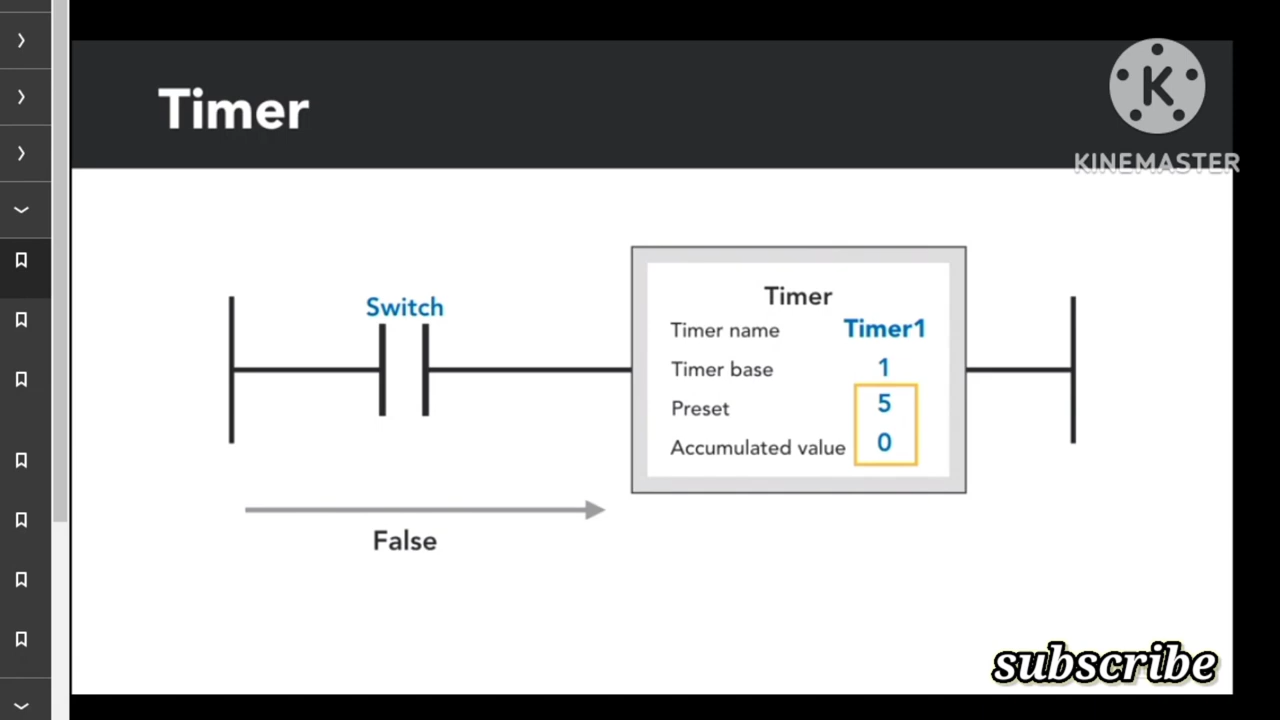 Timer
K
KINEMASTER
Switch
Timer
Timer name Timer1
Timer base 1
Preset 5
Accumulated value 0
False
subscribe